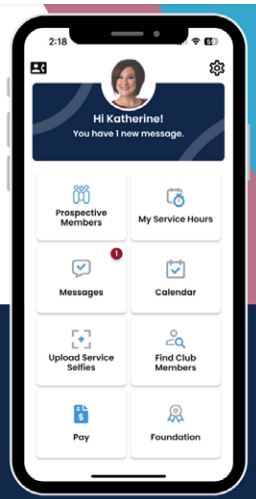 2:18
Hi Katherine!
You have 1 new message.
Prospective
Members
My Service Hours
1
Messages
Calendar
Upload Service
Selfies
Find Club
Members
$
Pay
Foundation